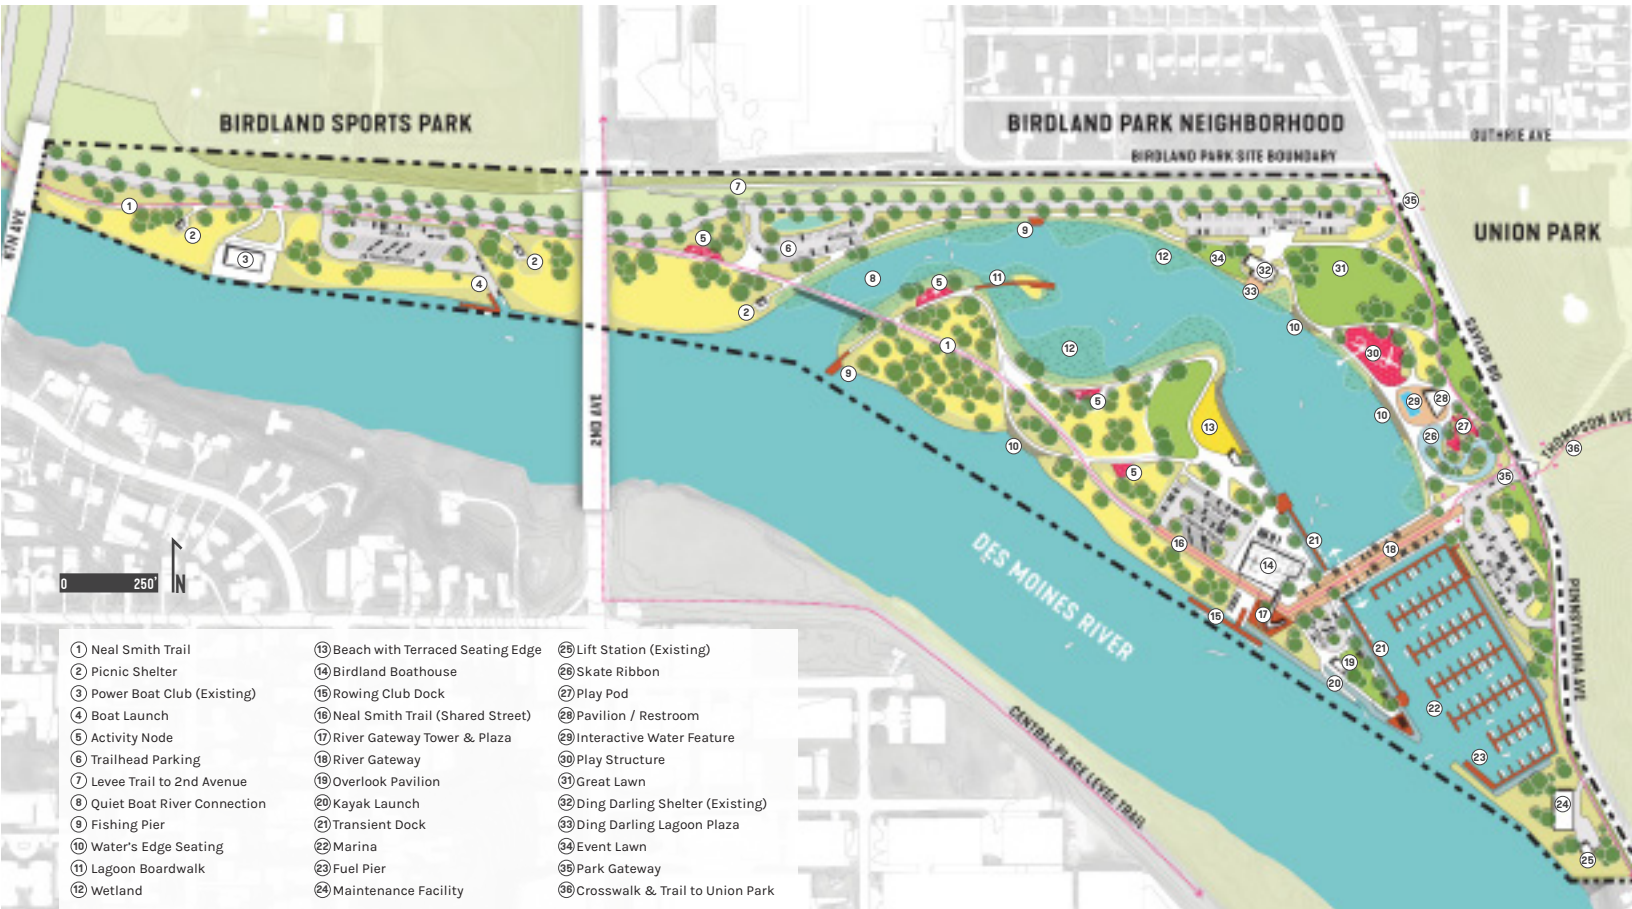 BIRDLAND SPORTS PARK
BIRDLAND PARK NEIGHBORHOOD
GUTHRIE AVE
BIRDLAND PARK SITE BOUNDARY
UNION PARK
2ND AVE
SAYLOR RD
THOMPSON AVE
PENNSYLVANIA AVE
DES MOINES RIVER
CENTRAL PLACE LEVEE TRAIL
0 250' N
1 Neal Smith Trail
2 Picnic Shelter
3 Power Boat Club (Existing)
4 Boat Launch
5 Activity Node
6 Trailhead Parking
7 Levee Trail to 2nd Avenue
8 Quiet Boat River Connection
9 Fishing Pier
10 Water's Edge Seating
11 Lagoon Boardwalk
12 Wetland
13 Beach with Terraced Seating Edge
14 Birdland Boathouse
15 Rowing Club Dock
16 Neal Smith Trail (Shared Street)
17 River Gateway Tower & Plaza
18 River Gateway
19 Overlook Pavilion
20 Kayak Launch
21 Transient Dock
22 Marina
23 Fuel Pier
24 Maintenance Facility
25 Lift Station (Existing)
26 Skate Ribbon
27 Play Pod
28 Pavilion / Restroom
29 Interactive Water Feature
30 Play Structure
31 Great Lawn
32 Ding Darling Shelter (Existing)
33 Ding Darling Lagoon Plaza
34 Event Lawn
35 Park Gateway
36 Crosswalk & Trail to Union Park